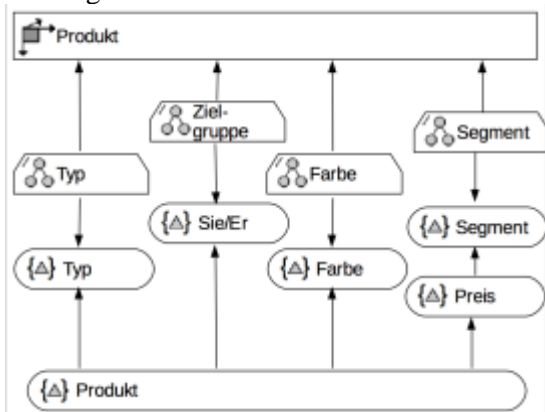 Produkt
Ziel-
gruppe
Segment
Typ
Farbe
{△} Sie/Er
{△} Segment
{△} Typ
{△} Farbe
{△} Preis
{△} Produkt